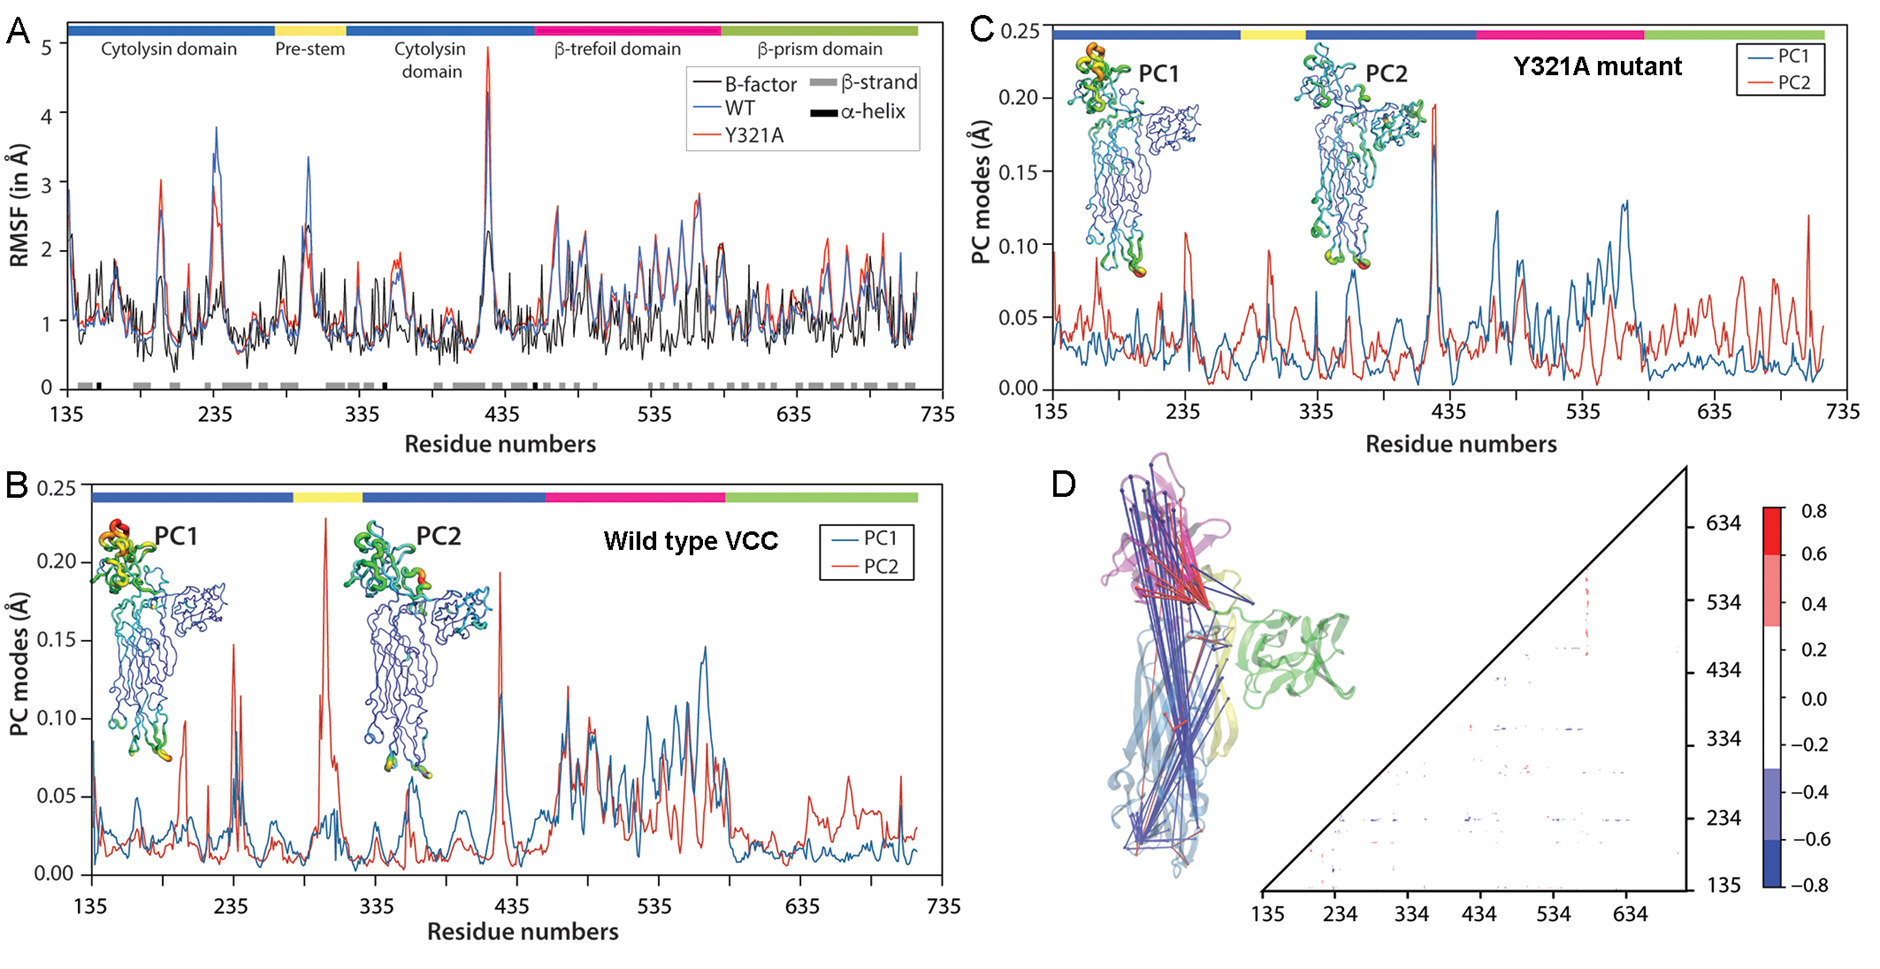 A
Cytolysin domain
Pre-stem
Cytolysin
domain
β-trefoil domain
β-prism domain
B-factor
WT
Y321A
β-strand
α-helix
RMSF (in Å)
5
4
3
2
1
0
135 235 335 435 535 635 735
Residue numbers
B
PC1
PC2
Wild type VCC
PC1
PC2
PC modes (Å)
0.25
0.20
0.15
0.10
0.05
0.00
135 235 335 435 535 635 735
Residue numbers
C
PC1
PC2
Y321A mutant
PC1
PC2
PC modes (Å)
0.25
0.20
0.15
0.10
0.05
0.00
135 235 335 435 535 635 735
Residue numbers
D
634
534
434
334
234
135
135 234 334 434 534 634
0.8
0.6
0.4
0.2
0.0
−0.2
−0.4
−0.6
−0.8